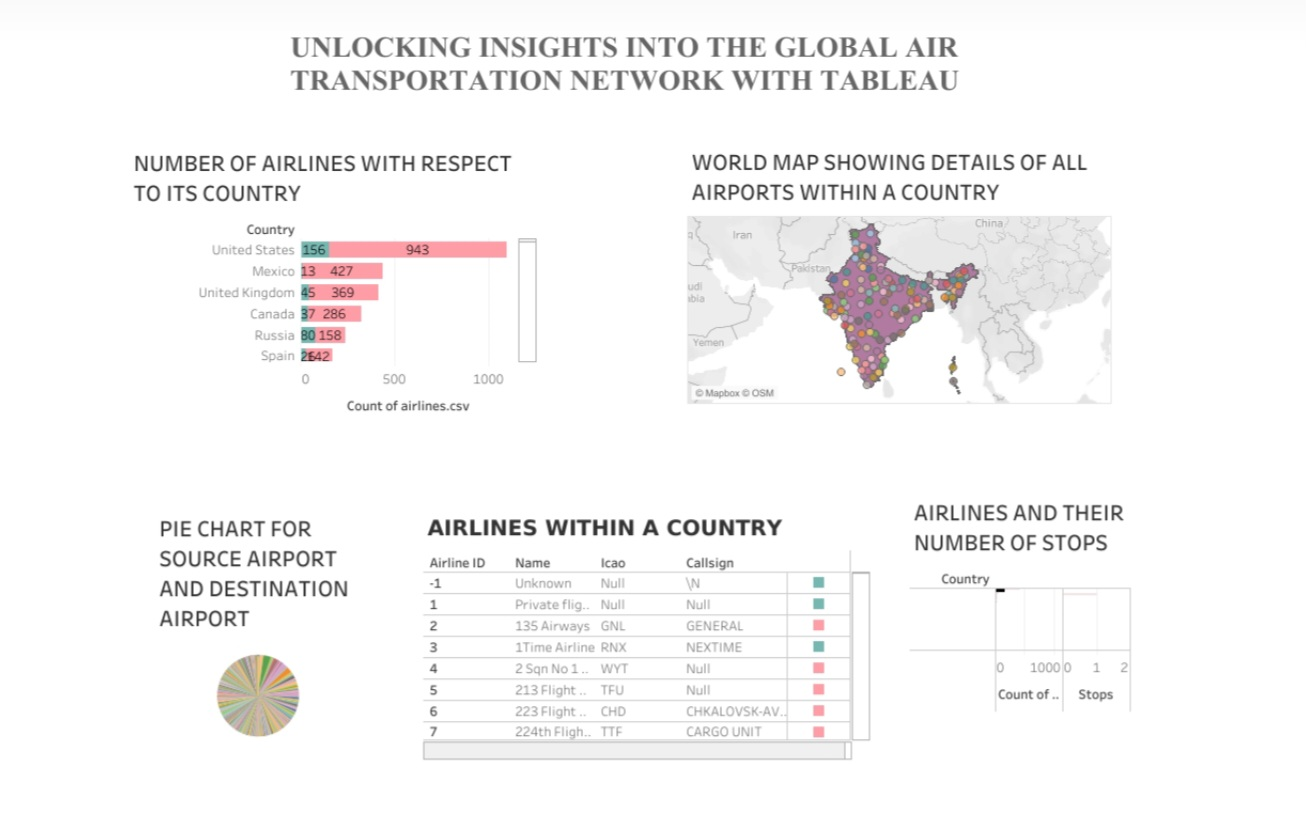 UNLOCKING INSIGHTS INTO THE GLOBAL AIR
TRANSPORTATION NETWORK WITH TABLEAU
NUMBER OF AIRLINES WITH RESPECT
TO ITS COUNTRY
Country
United States 156 943
Mexico 13 427
United Kingdom 45 369
Canada 37 286
Russia 80 158
Spain
0 500 1000
Count of airlines.csv
WORLD MAP SHOWING DETAILS OF ALL
AIRPORTS WITHIN A COUNTRY
China
Iran
Pakistan
Yemen
© Mapbox © OSM
PIE CHART FOR
SOURCE AIRPORT
AND DESTINATION
AIRPORT
AIRLINES WITHIN A COUNTRY
Airline ID Name Icao Callsign
-1 Unknown Null \N
1 Private flig.. Null Null
2 135 Airways GNL GENERAL
3 1Time Airline RNX NEXTIME
4 2 Sqn No 1 .. WYT Null
5 213 Flight .. TFU Null
6 223 Flight .. CHD CHKALOVSK-AV..
7 224th Fligh.. TTF CARGO UNIT
AIRLINES AND THEIR
NUMBER OF STOPS
Country
0 1000 0 1 2
Count of .. Stops